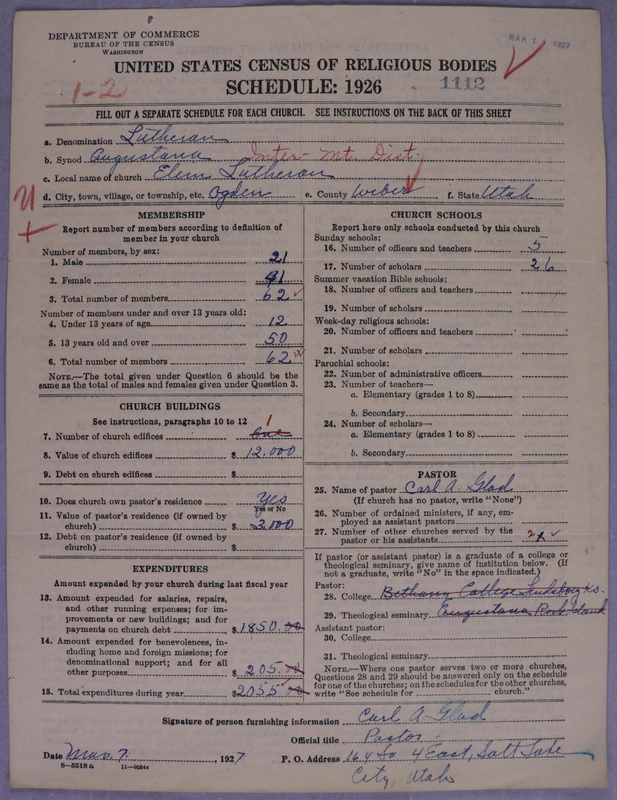 DEPARTMENT OF COMMERCE
BUREAU OF THE CENSUS
WASHINGTON
MAR 1 1927
UNITED STATES CENSUS OF RELIGIOUS BODIES
1-2
SCHEDULE: 1926
1112
FILL OUT A SEPARATE SCHEDULE FOR EACH CHURCH. SEE INSTRUCTIONS ON THE BACK OF THIS SHEET
a. Denomination Lutheran
b. Synod Augustana Inter-Mt. Dist.
c. Local name of church Elim Lutheran
d. City, town, village, or township, etc. Ogden e. County Weber f. State Utah
MEMBERSHIP
Report number of members according to definition of
member in your church
Number of members, by sex:
1. Male 21
2. Female 41
3. Total number of members 62
Number of members under and over 13 years old:
4. Under 13 years of age 12
5. 13 years old and over 50
6. Total number of members 62
NOTE.—The total given under Question 6 should be the
same as the total of males and females given under Question 3.
CHURCH BUILDINGS
See instructions, paragraphs 10 to 12
7. Number of church edifices one 1
8. Value of church edifices $ 12,000
9. Debt on church edifices $
10. Does church own pastor's residence Yes
Yes or No
11. Value of pastor's residence (if owned by
church) $ 3,000
12. Debt on pastor's residence (if owned by
church) $
EXPENDITURES
Amount expended by your church during last fiscal year
13. Amount expended for salaries, repairs,
and other running expenses; for im-
provements or new buildings; and for
payments on church debt $ 1850.00
14. Amount expended for benevolences, in-
cluding home and foreign missions; for
denominational support; and for all
other purposes $ 205.00
15. Total expenditures during year $ 2055.00
CHURCH SCHOOLS
Report here only schools conducted by this church
Sunday schools:
16. Number of officers and teachers 5
17. Number of scholars 26
Summer vacation Bible schools:
18. Number of officers and teachers
19. Number of scholars
Week-day religious schools:
20. Number of officers and teachers
21. Number of scholars
Parochial schools:
22. Number of administrative officers
23. Number of teachers—
a. Elementary (grades 1 to 8)
b. Secondary
24. Number of scholars—
a. Elementary (grades 1 to 8)
b. Secondary
PASTOR
25. Name of pastor Carl A. Glad
(If church has no pastor, write "None")
26. Number of ordained ministers, if any, em-
ployed as assistant pastors
27. Number of other churches served by the
pastor or his assistants 2
If pastor (or assistant pastor) is a graduate of a college or
theological seminary, give name of institution below. (If
not a graduate, write "No" in the space indicated.)
Pastor:
28. College Bethany College Lindsborg Ks.
29. Theological seminary Augustana Rock Island
Assistant pastor:
30. College
31. Theological seminary
NOTE.—Where one pastor serves two or more churches,
Questions 28 and 29 should be answered only on the schedule
for one of the churches; on the schedules for the other churches,
write "See schedule for church."
Signature of person furnishing information Carl A Glad
Official title Pastor
Date Mar. 7, 1927 P. O. Address 164 So 4 East, Salt Lake
City, Utah
8-5518a 11-9054a